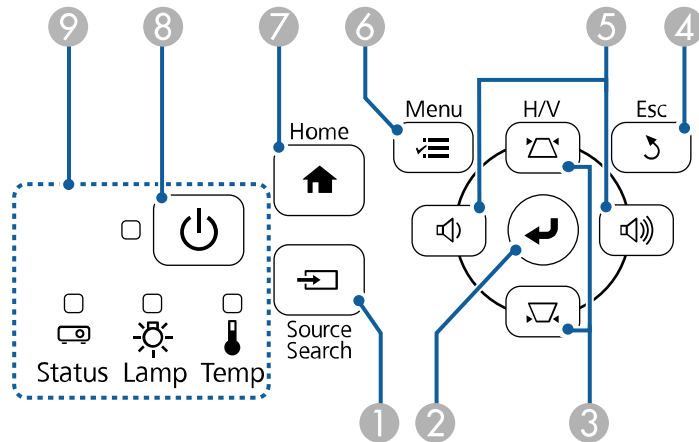 9
8
7
6
5
4
Menu
H/V
Esc
Home
Source
Search
Status
Lamp
Temp
1
2
3